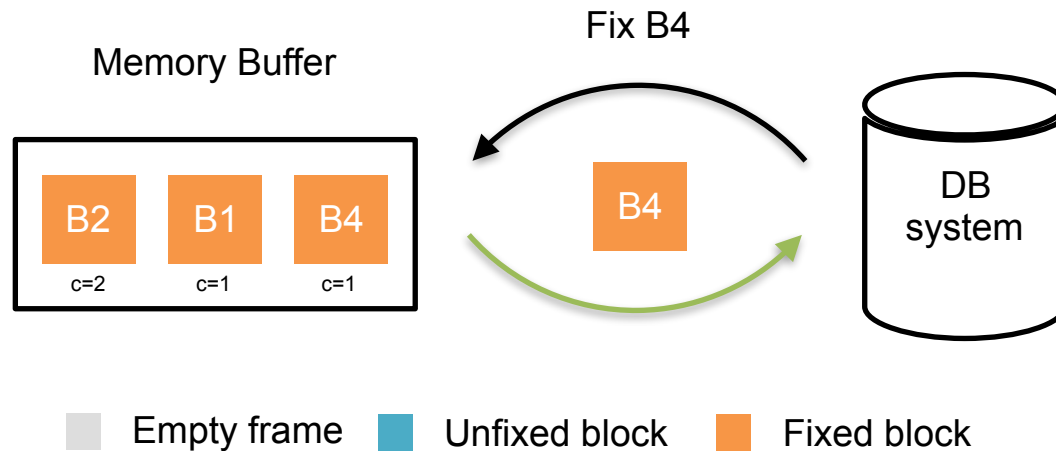 Fix B4
Memory Buffer
B2 B1 B4
c=2 c=1 c=1
B4
DB
system
Empty frame Unfixed block Fixed block